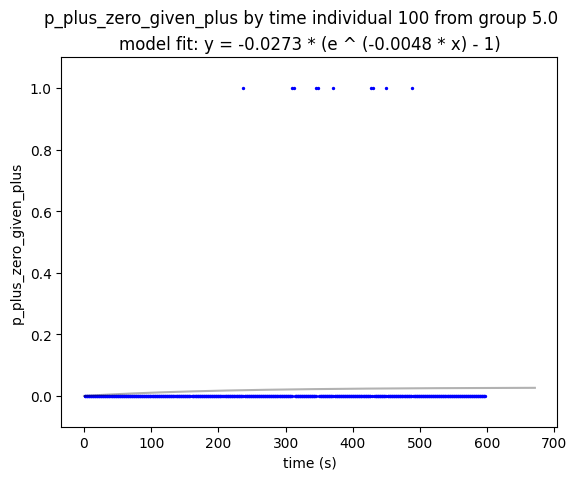 p_plus_zero_given_plus by time individual 100 from group 5.0
model fit: y = -0.0273 * (e ^ (-0.0048 * x) - 1)
p_plus_zero_given_plus
1.0
0.8
0.6
0.4
0.2
0.0
0 100 200 300 400 500 600 700
time (s)